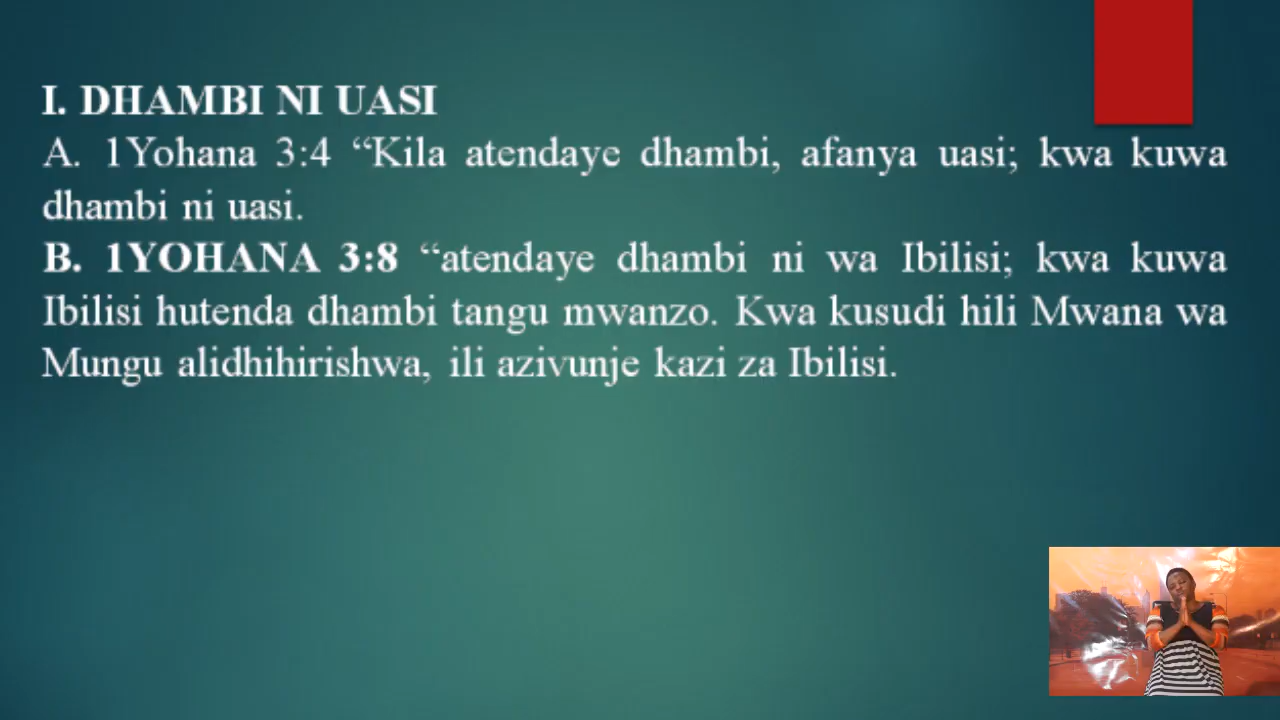 I. DHAMBI NI UASI
A. 1Yohana 3:4 “Kila atendaye dhambi, afanya uasi; kwa kuwa
dhambi ni uasi.
B. 1YOHANA 3:8 “atendaye dhambi ni wa Ibilisi; kwa kuwa
Ibilisi hutenda dhambi tangu mwanzo. Kwa kusudi hili Mwana wa
Mungu alidhihirishwa, ili azivunje kazi za Ibilisi.